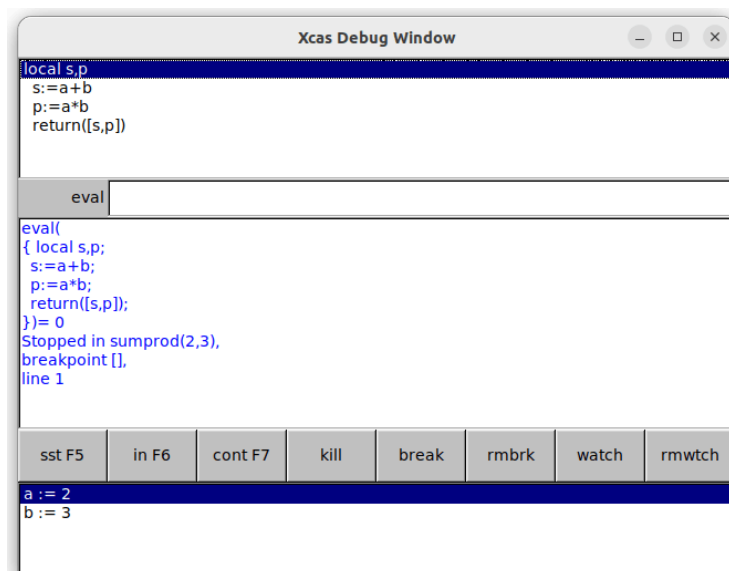 Xcas Debug Window
local s,p
s:=a+b
p:=a*b
return([s,p])
eval
eval(
{ local s,p;
s:=a+b;
p:=a*b;
return([s,p]);
})= 0
Stopped in sumprod(2,3),
breakpoint [],
line 1
sst F5 in F6 cont F7 kill break rmbrk watch rmwtch
a := 2
b := 3